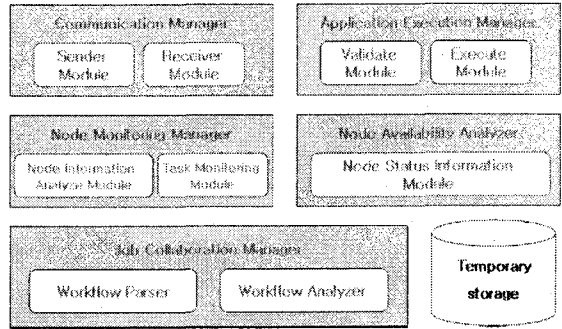 Communication Manager
Sender
Module
Receiver
Module
Application Execution Manager
Validate
Module
Execute
Module
Node Monitoring Manager
Node Information
Analyze Module
Task Monitoring
Module
Node Availability Analyzer
Node Status Information
Module
Job Collaboration Manager
Workflow Parser
Workflow Analyzer
Temporary
storage